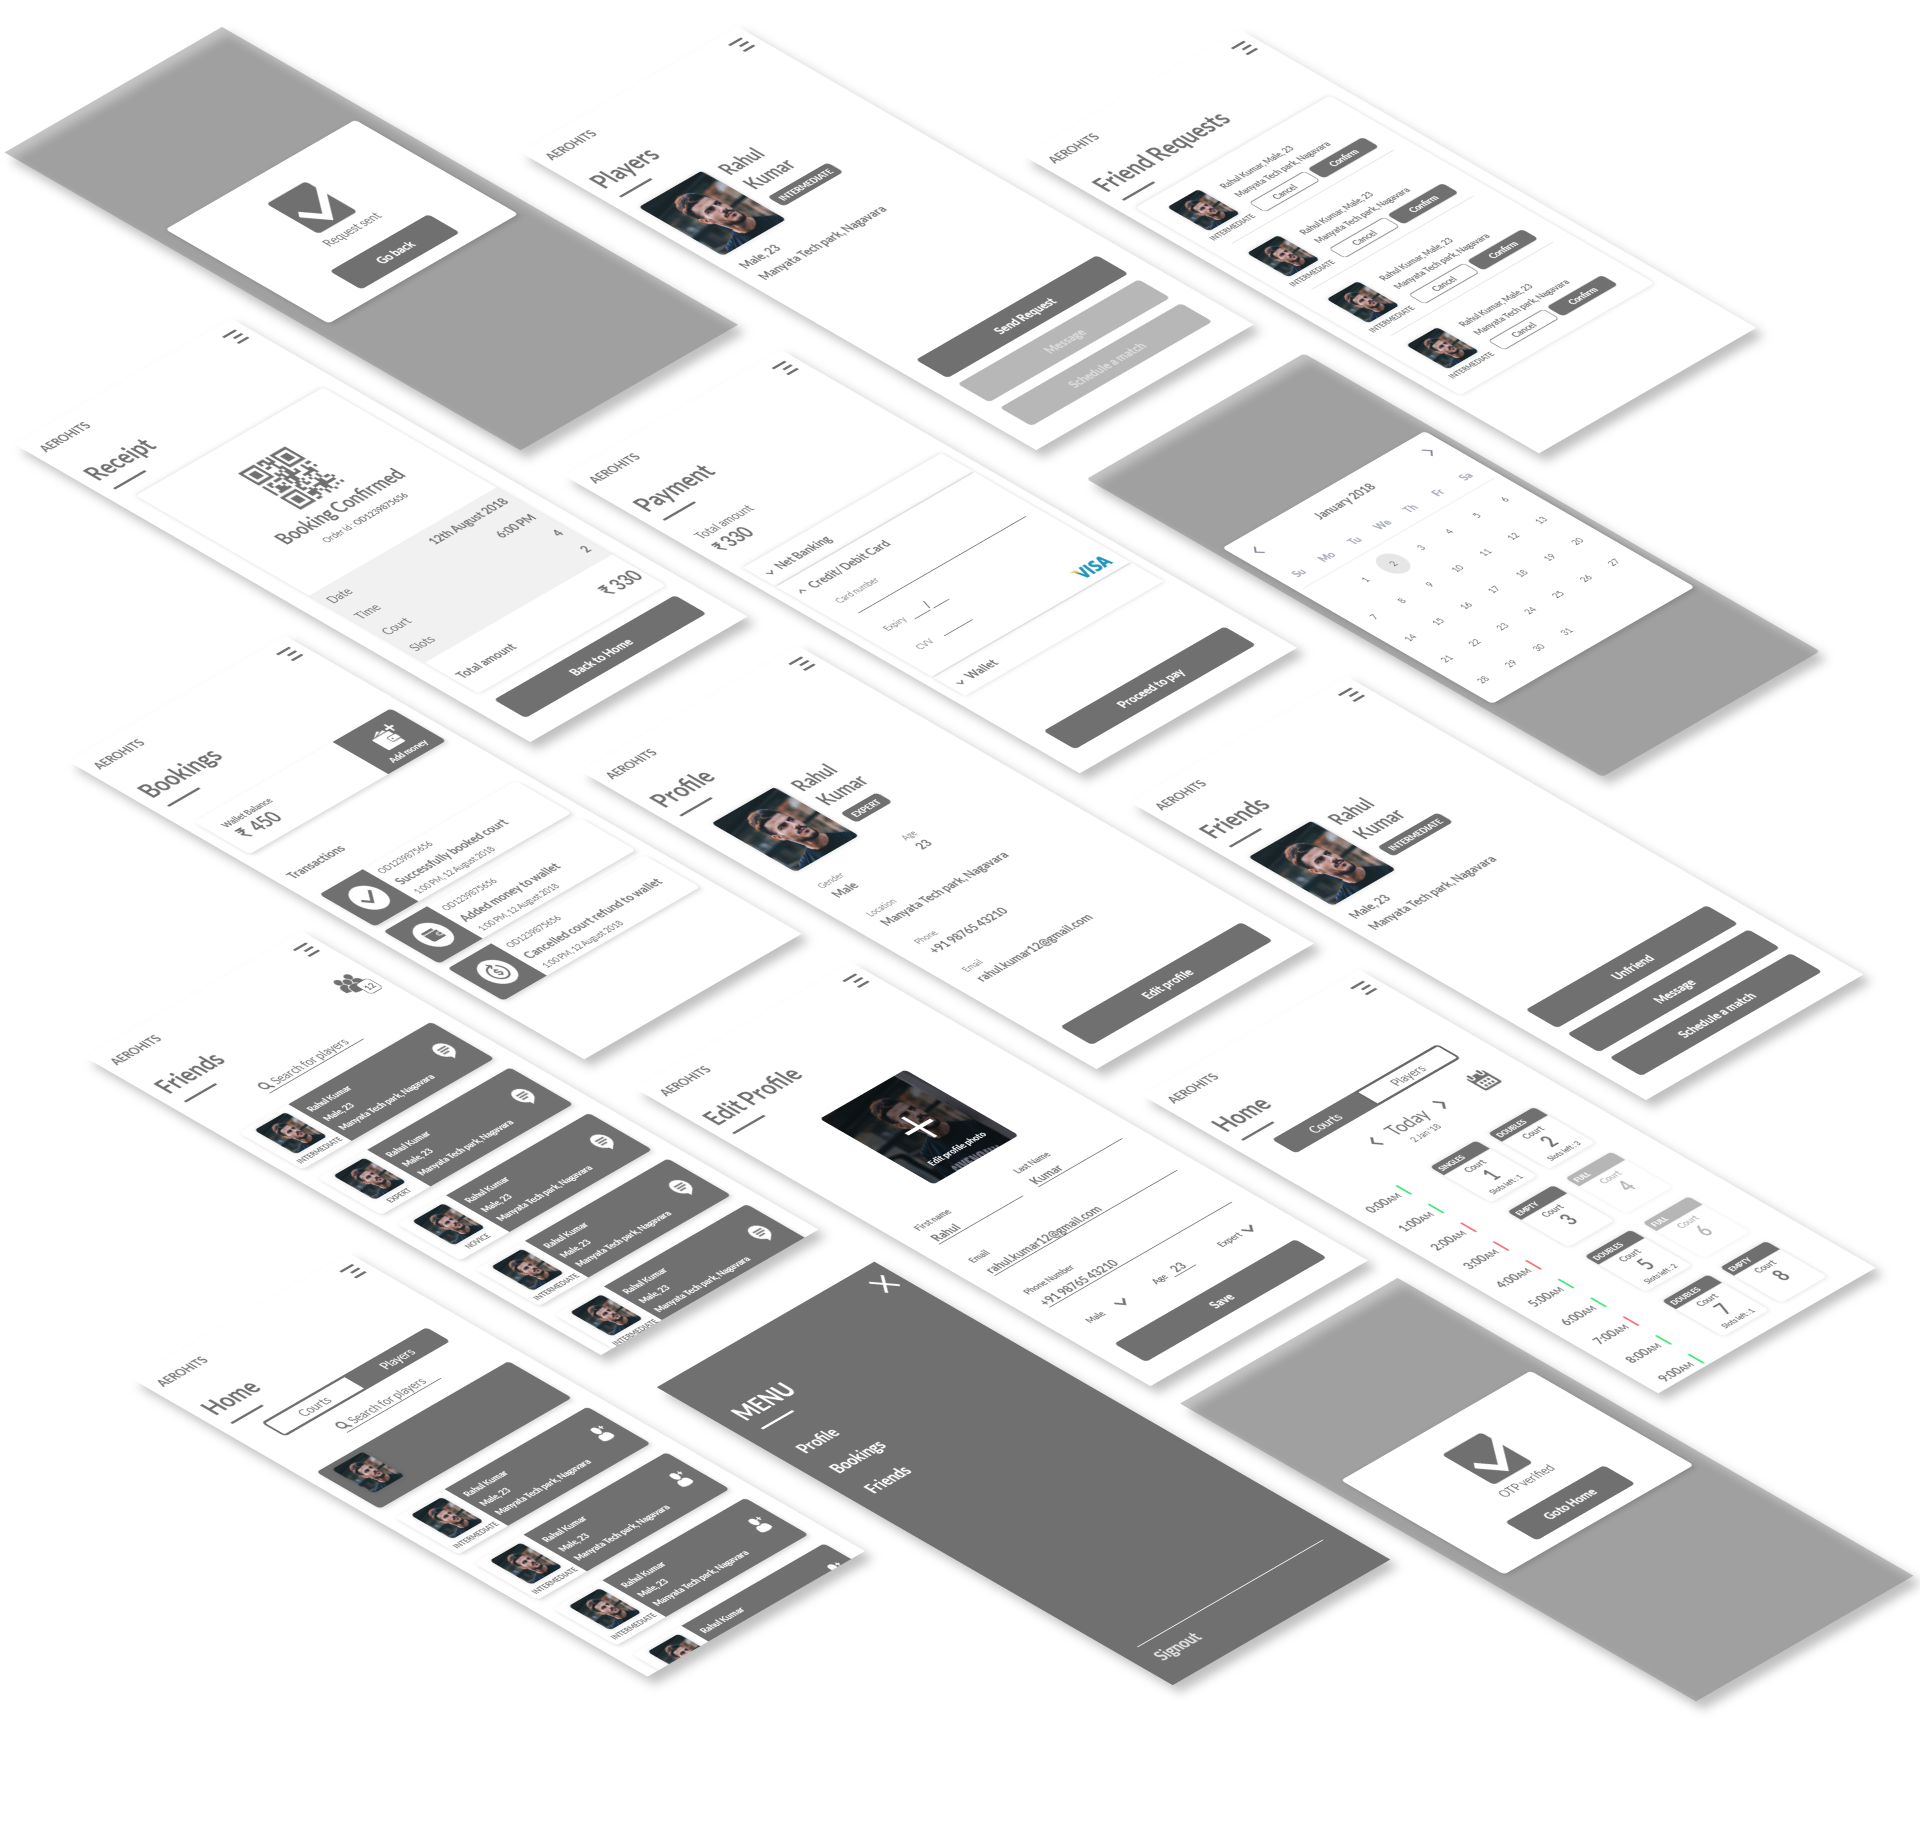 Request sent
Go back
AEROHITS
Players
Rahul
Kumar
INTERMEDIATE
Male, 23
Manyata Tech park, Nagavara
Send Request
Message
Schedule a match
AEROHITS
Friend Requests
Rahul Kumar, Male, 23
Manyata Tech park, Nagavara
Cancel
Confirm
INTERMEDIATE
Rahul Kumar, Male, 23
Manyata Tech park, Nagavara
Cancel
Confirm
INTERMEDIATE
Rahul Kumar, Male, 23
Manyata Tech park, Nagavara
Cancel
Confirm
INTERMEDIATE
Rahul Kumar, Male, 23
Manyata Tech park, Nagavara
Cancel
Confirm
INTERMEDIATE
AEROHITS
Receipt
Booking Confirmed
Order Id : OD1239875656
Date 12th August 2018
Time 6:00 PM
Court 4
Slots 2
Total amount ₹ 330
Back to Home
AEROHITS
Payment
Total amount
₹ 330
Net Banking
Credit/ Debit Card
Card number
Expiry __/__
VISA
CVV
Wallet
Proceed to pay
January 2018
Su Mo Tu We Th Fr Sa
1 2 3 4 5 6
7 8 9 10 11 12 13
14 15 16 17 18 19 20
21 22 23 24 25 26 27
28 29 30 31
AEROHITS
Bookings
Wallet Balance
₹ 450
Add money
Transactions
OD1239875656
Successfully booked court
1:00 PM, 12 August 2018
OD1239875656
Added money to wallet
1:00 PM, 12 August 2018
OD1239875656
Cancelled court refund to wallet
1:00 PM, 12 August 2018
AEROHITS
Profile
Rahul
Kumar
EXPERT
Gender
Male
Age
23
Location
Manyata Tech park, Nagavara
Phone
+91 98765 43210
Email
rahul.kumar12@gmail.com
Edit profile
AEROHITS
Friends
Rahul
Kumar
INTERMEDIATE
Male, 23
Manyata Tech park, Nagavara
Unfriend
Message
Schedule a match
AEROHITS
Friends
12
Search for players
Rahul Kumar
Male, 23
Manyata Tech park, Nagavara
INTERMEDIATE
Rahul Kumar
Male, 23
Manyata Tech park, Nagavara
EXPERT
Rahul Kumar
Male, 23
Manyata Tech park, Nagavara
NOVICE
Rahul Kumar
Male, 23
Manyata Tech park, Nagavara
INTERMEDIATE
Rahul Kumar
Male, 23
Manyata Tech park, Nagavara
INTERMEDIATE
AEROHITS
Edit Profile
Edit profile photo
First name
Rahul
Last Name
Kumar
Email
rahul.kumar12@gmail.com
Phone Number
+91 98765 43210
Male
Age 23
Expert
Save
AEROHITS
Home
Courts
Players
Today
2 Jan '18
0:00AM
1:00AM
2:00AM
3:00AM
4:00AM
5:00AM
6:00AM
7:00AM
8:00AM
9:00AM
SINGLES
Court
1
Slots left : 1
DOUBLES
Court
2
Slots left : 3
EMPTY
Court
3
FULL
Court
4
DOUBLES
Court
5
Slots left : 2
FULL
Court
6
DOUBLES
Court
7
Slots left : 1
EMPTY
Court
8
AEROHITS
Home
Courts
Players
Search for players
Rahul Kumar
Male, 23
Manyata Tech park, Nagavara
INTERMEDIATE
Rahul Kumar
Male, 23
Manyata Tech park, Nagavara
INTERMEDIATE
Rahul Kumar
Male, 23
Manyata Tech park, Nagavara
INTERMEDIATE
Rahul Kumar
MENU
Profile
Bookings
Friends
Signout
OTP verified
Goto Home